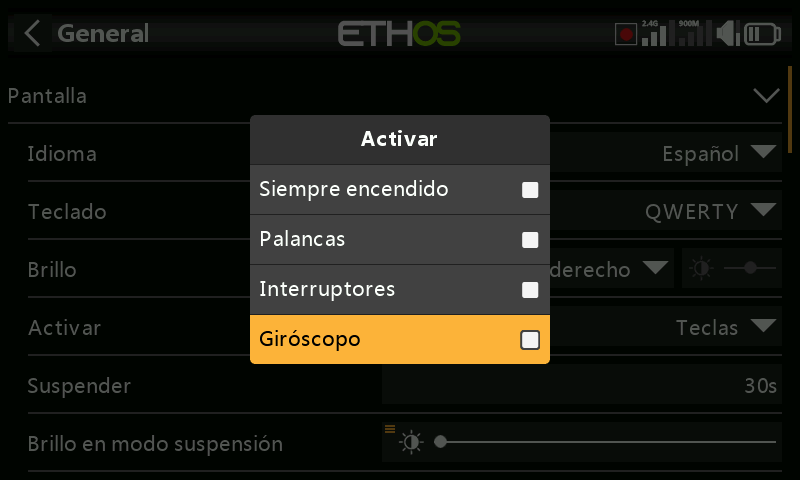 General
ETHOS
2.4G
900M
Pantalla
Idioma
Español
Teclado
QWERTY
Brillo
derecho
Activar
Teclas
Suspender
30s
Brillo en modo suspensión
Activar
Siempre encendido
Palancas
Interruptores
Giróscopo